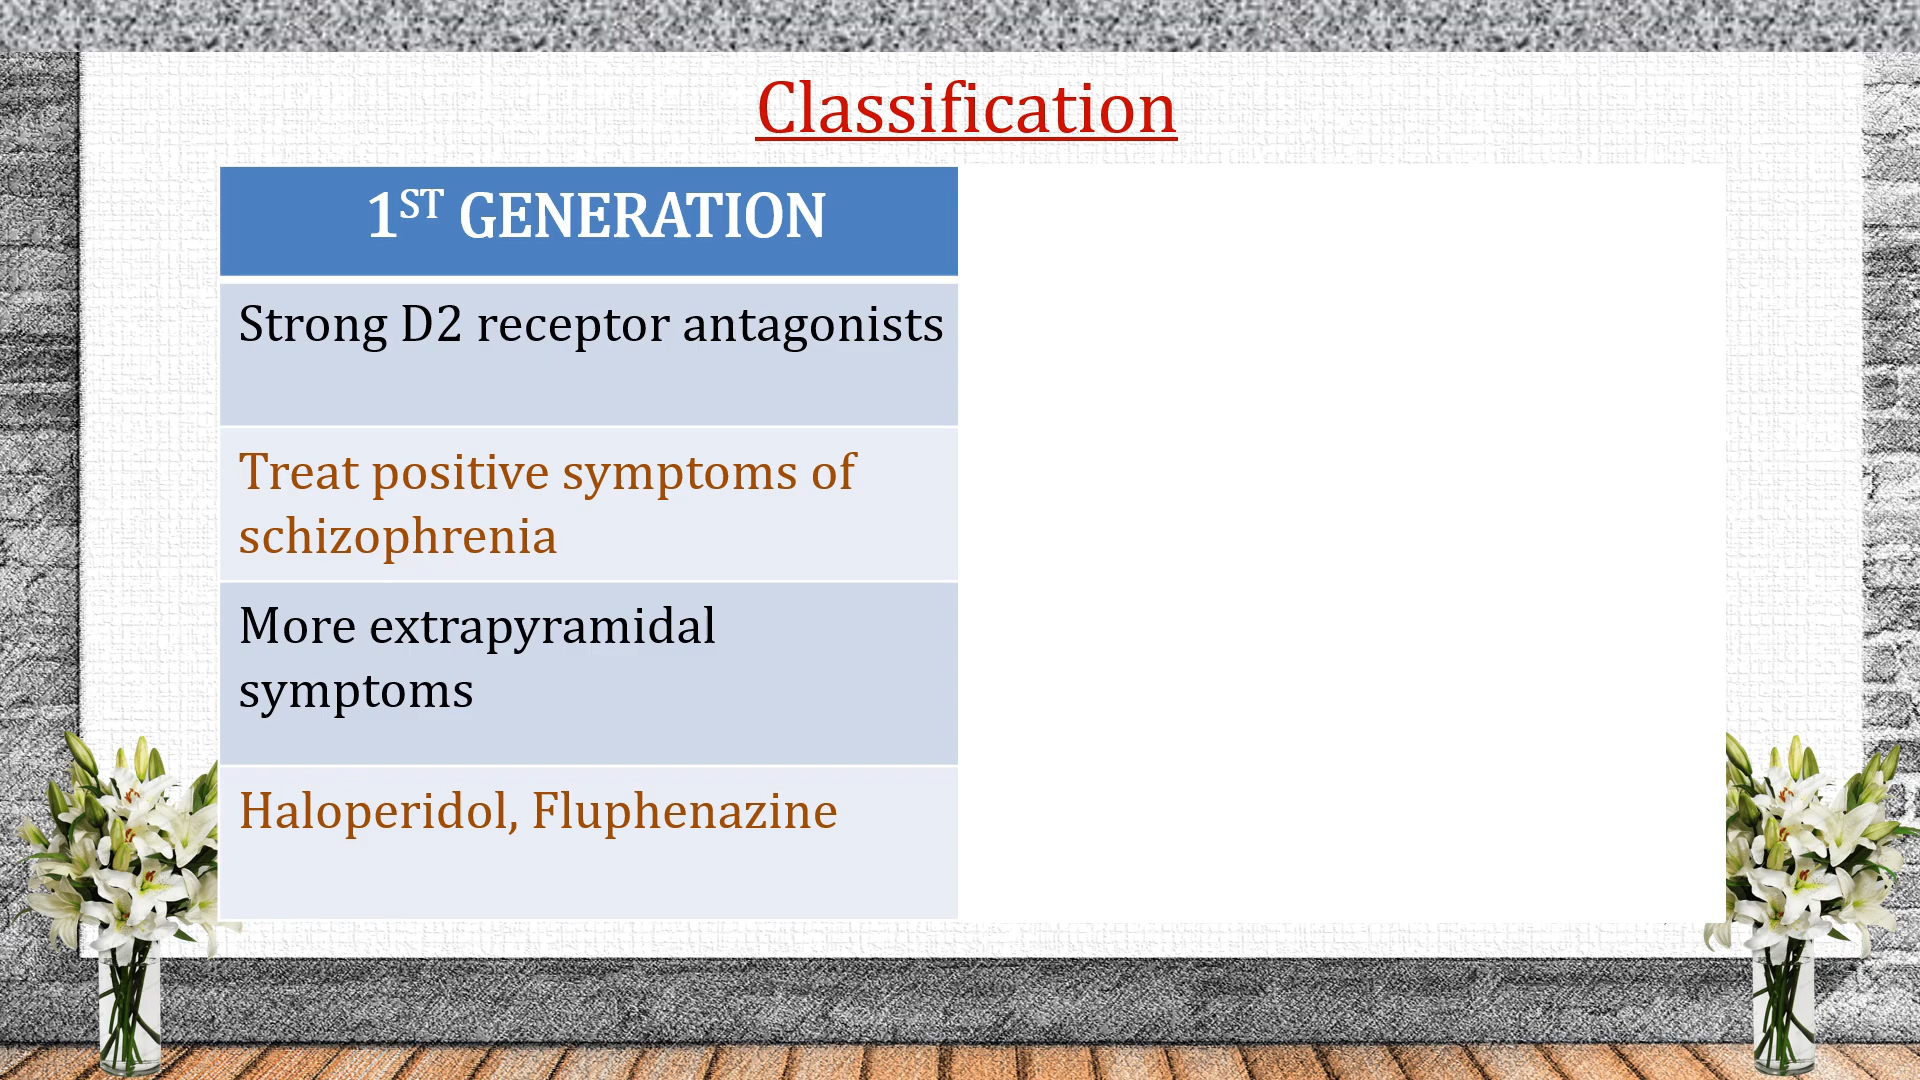 Classification
1ST GENERATION
Strong D2 receptor antagonists
Treat positive symptoms of
schizophrenia
More extrapyramidal
symptoms
Haloperidol, Fluphenazine